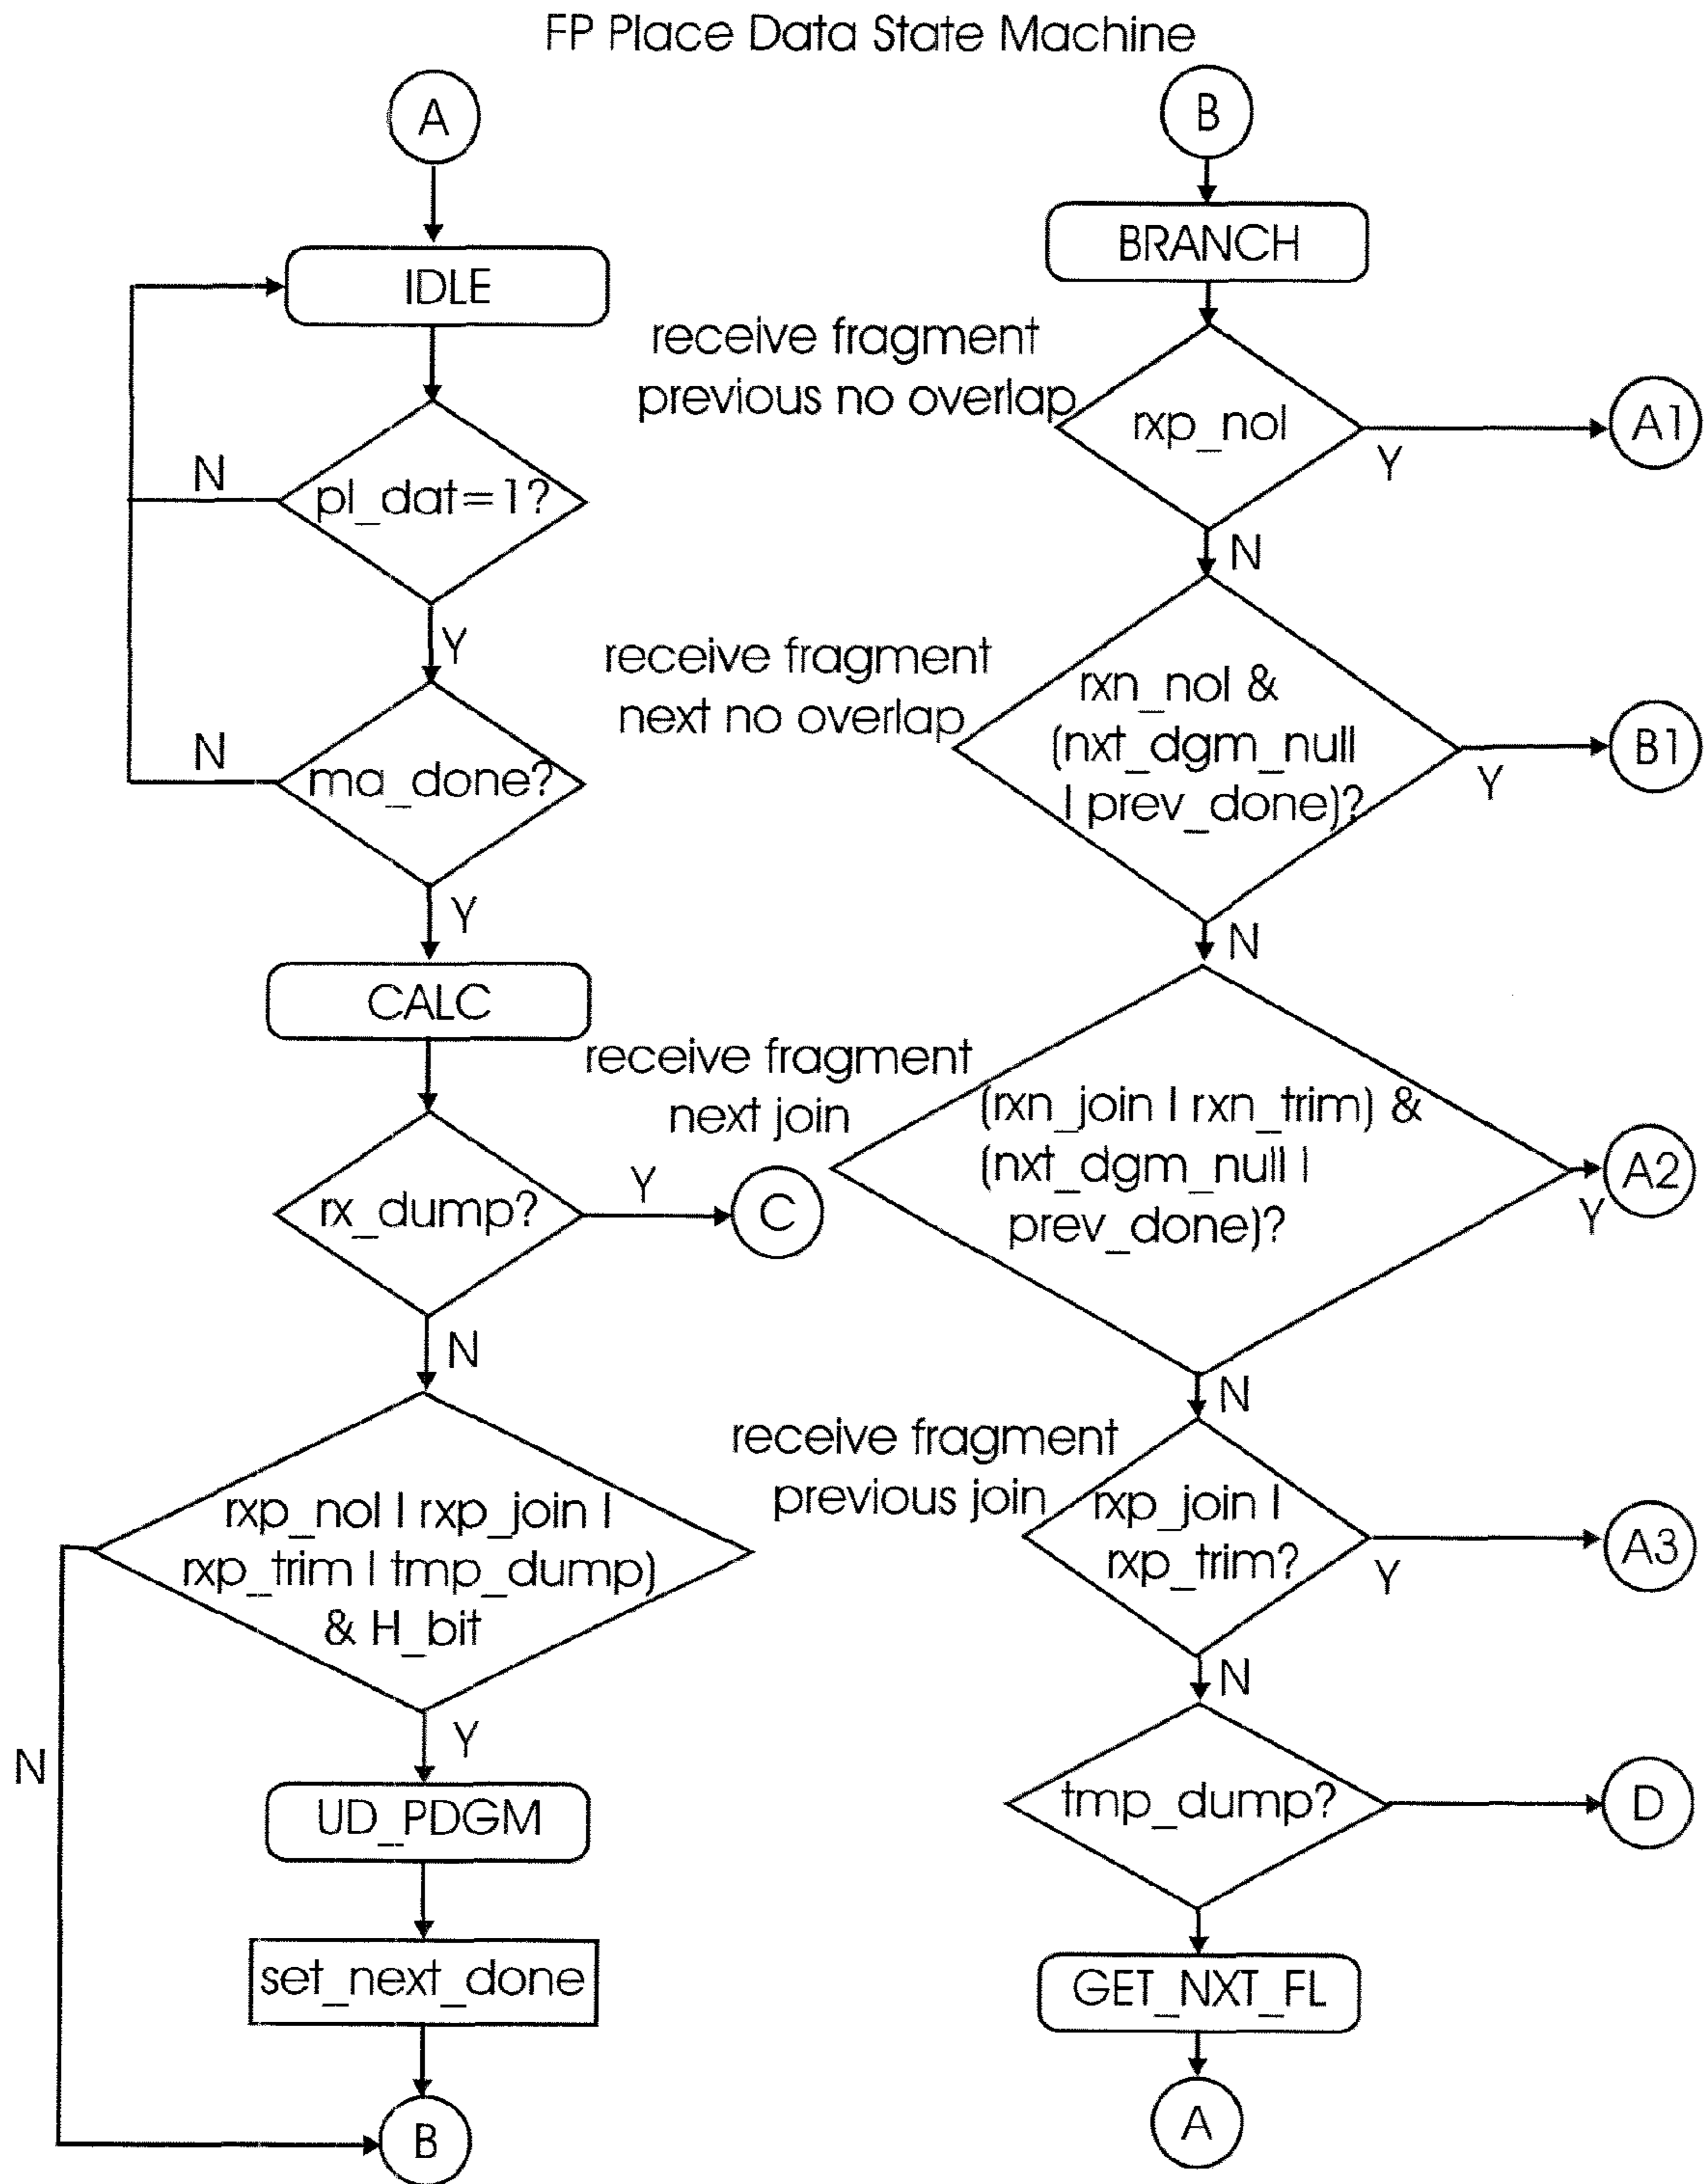 FP Place Data State Machine
A
IDLE
N
pl_dat=1?
Y
N
ma_done?
Y
CALC
rx_dump?
Y
C
N
rxp_nol | rxp_join |
rxp_trim | tmp_dump)
& H_bit
N
Y
UD_PDGM
set_next_done
B
B
BRANCH
receive fragment
previous no overlap
rxp_nol
Y
A1
N
receive fragment
next no overlap
rxn_nol &
(nxt_dgm_null
| prev_done)?
Y
B1
N
receive fragment
next join
(rxn_join | rxn_trim) &
(nxt_dgm_null |
prev_done)?
Y
A2
N
receive fragment
previous join
rxp_join |
rxp_trim?
Y
A3
N
tmp_dump?
D
GET_NXT_FL
A